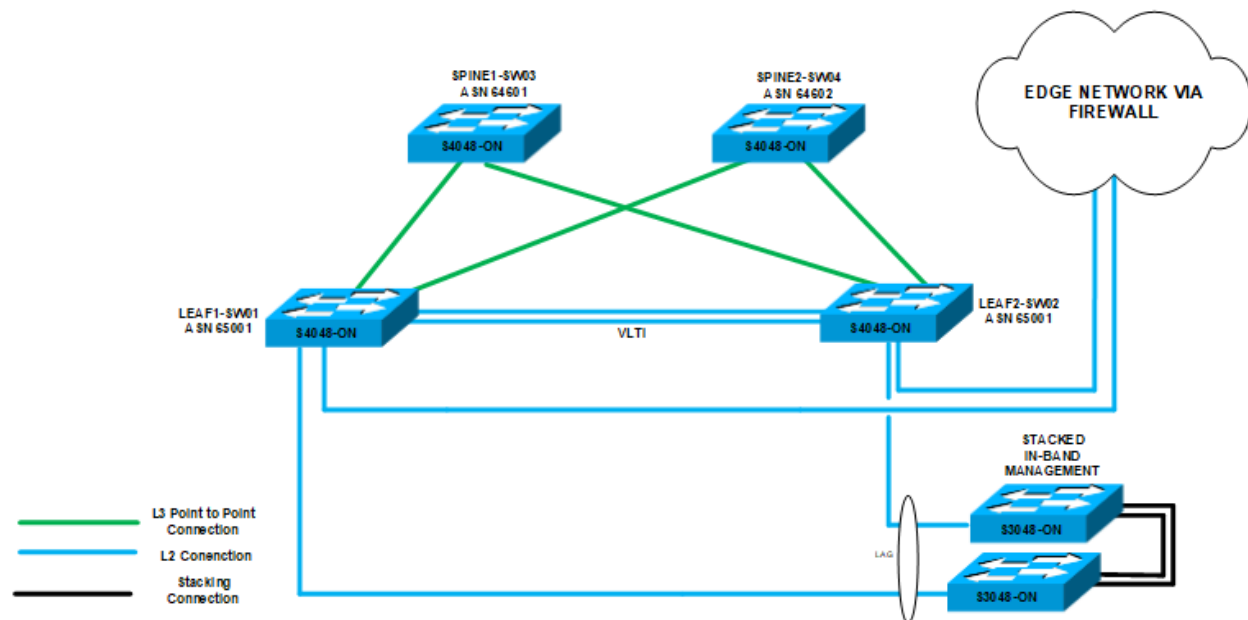 SPINE1-SW03
ASN 64601
S4048-ON
SPINE2-SW04
ASN 64602
S4048-ON
EDGE NETWORK VIA
FIREWALL
LEAF1-SW01
ASN 65001
S4048-ON
VLTI
S4048-ON
LEAF2-SW02
ASN 65001
STACKED
IN-BAND
MANAGEMENT
S3048-ON
LAG
S3048-ON
L3 Point to Point
Connection
L2 Conenction
Stacking
Connection